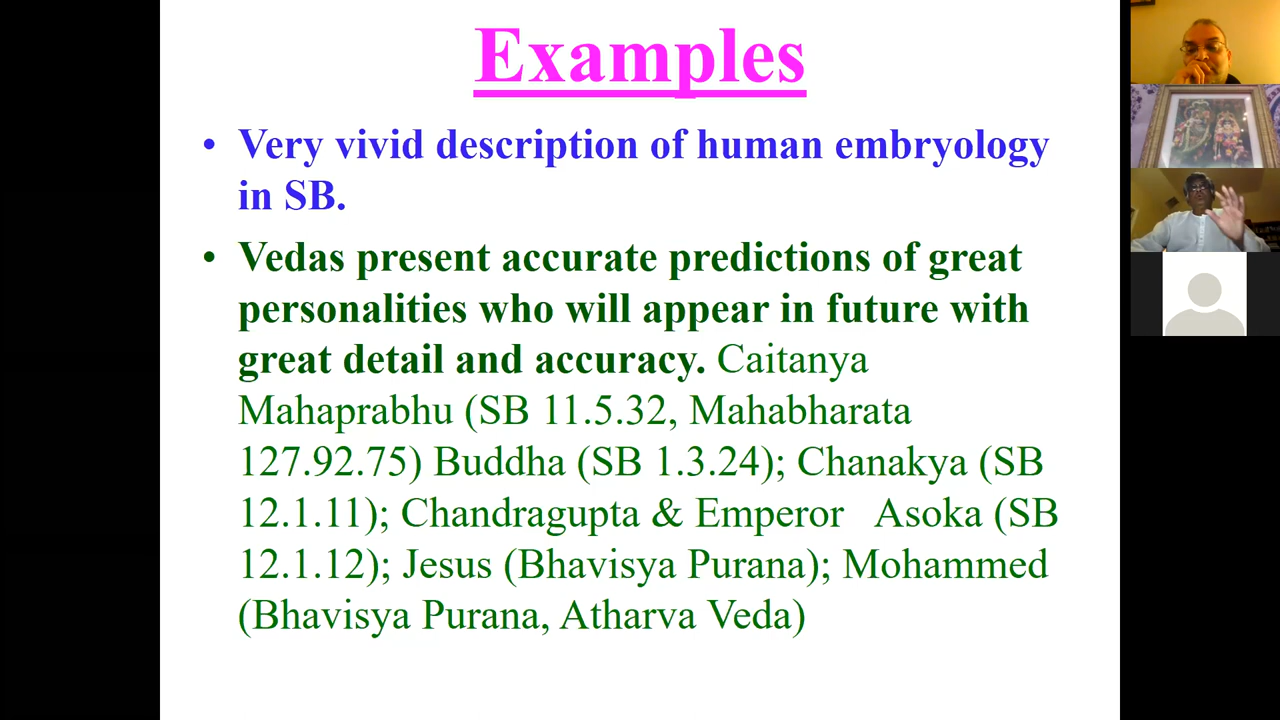 Examples
• Very vivid description of human embryology
in SB.
• Vedas present accurate predictions of great
personalities who will appear in future with
great detail and accuracy. Caitanya
Mahaprabhu (SB 11.5.32, Mahabharata
127.92.75) Buddha (SB 1.3.24); Chanakya (SB
12.1.11); Chandragupta & Emperor   Asoka (SB
12.1.12); Jesus (Bhavisya Purana); Mohammed
(Bhavisya Purana, Atharva Veda)